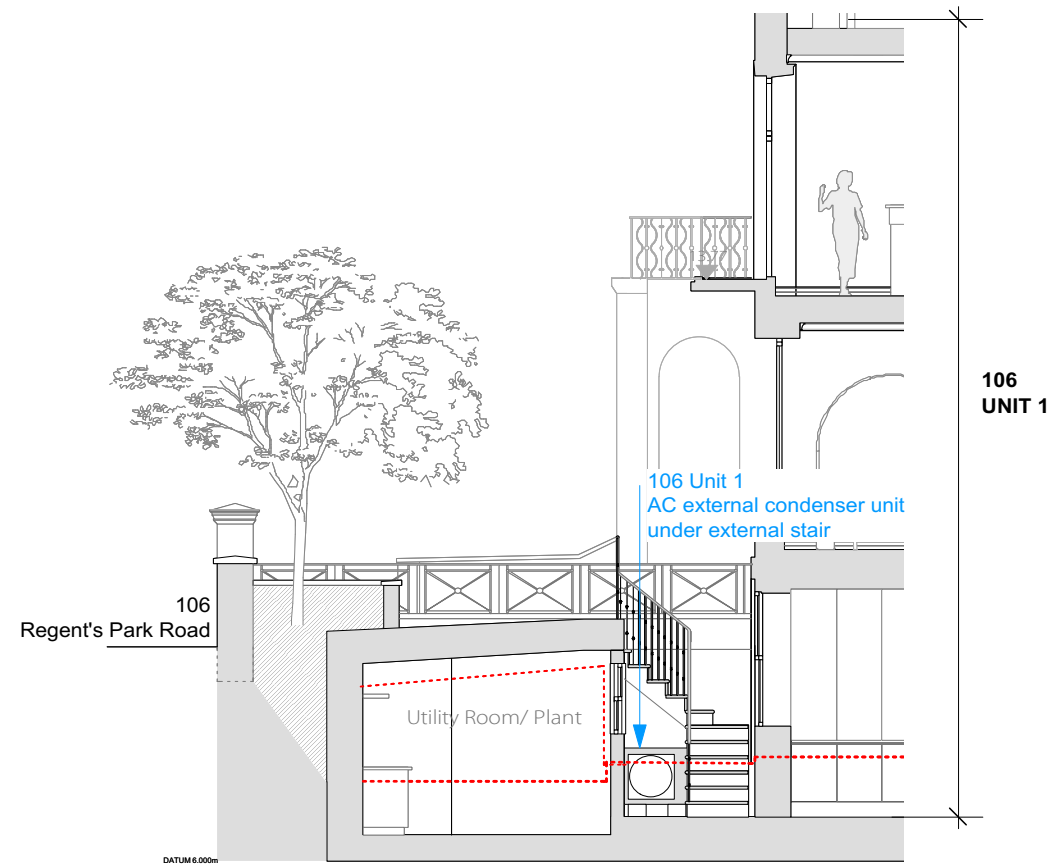 106
UNIT 1
106 Unit 1
AC external condenser unit
under external stair
106
Regent's Park Road
Utility Room/ Plant
DATUM 6.000m